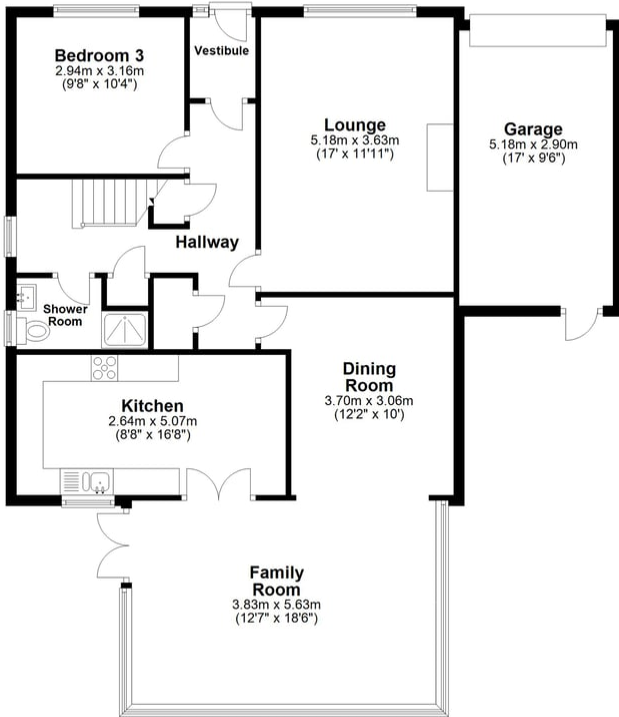 Bedroom 3
2.94m x 3.16m
(9'8" x 10'4")
Vestibule
Lounge
5.18m x 3.63m
(17' x 11'11")
Garage
5.18m x 2.90m
(17' x 9'6")
Hallway
Shower
Room
Kitchen
2.64m x 5.07m
(8'8" x 16'8")
Dining
Room
3.70m x 3.06m
(12'2" x 10')
Family
Room
3.83m x 5.63m
(12'7" x 18'6")